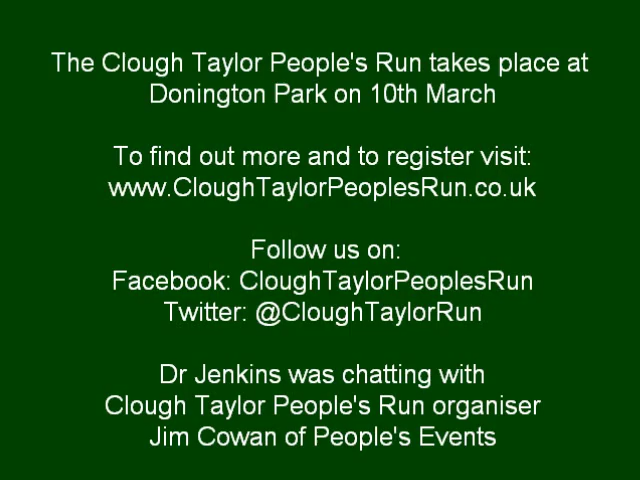 The Clough Taylor People's Run takes place at
Donington Park on 10th March
To find out more and to register visit:
www.CloughTaylorPeoplesRun.co.uk
Follow us on:
Facebook: CloughTaylorPeoplesRun
Twitter: @CloughTaylorRun
Dr Jenkins was chatting with
Clough Taylor People's Run organiser
Jim Cowan of People's Events